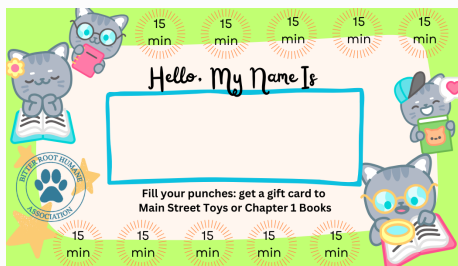 15 min
15 min
15 min
15 min
15 min
Hello, My Name Is
BITTER ROOT HUMANE ASSOCIATION
Fill your punches: get a gift card to
Main Street Toys or Chapter 1 Books
15 min
15 min
15 min
15 min
15 min